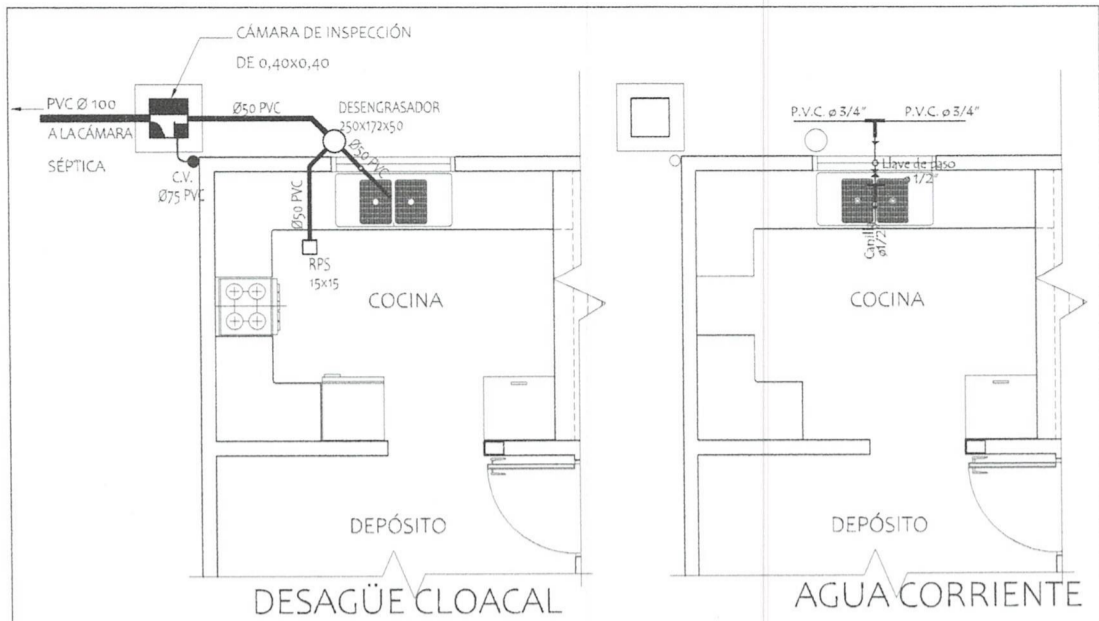 CÁMARA DE INSPECCIÓN
DE 0,40x0,40
PVC Ø 100
A LA CÁMARA
SÉPTICA
Ø50 PVC
DESENGRASADOR
250x172x50
Ø50 PVC
C.V.
Ø75 PVC
Ø50 PVC
RPS
15x15
COCINA
DEPÓSITO
DESAGÜE CLOACAL
P.V.C. ø 3/4"
P.V.C. ø 3/4"
Llave de paso
ø 1/2"
Canilla
ø1/2"
COCINA
DEPÓSITO
AGUA CORRIENTE